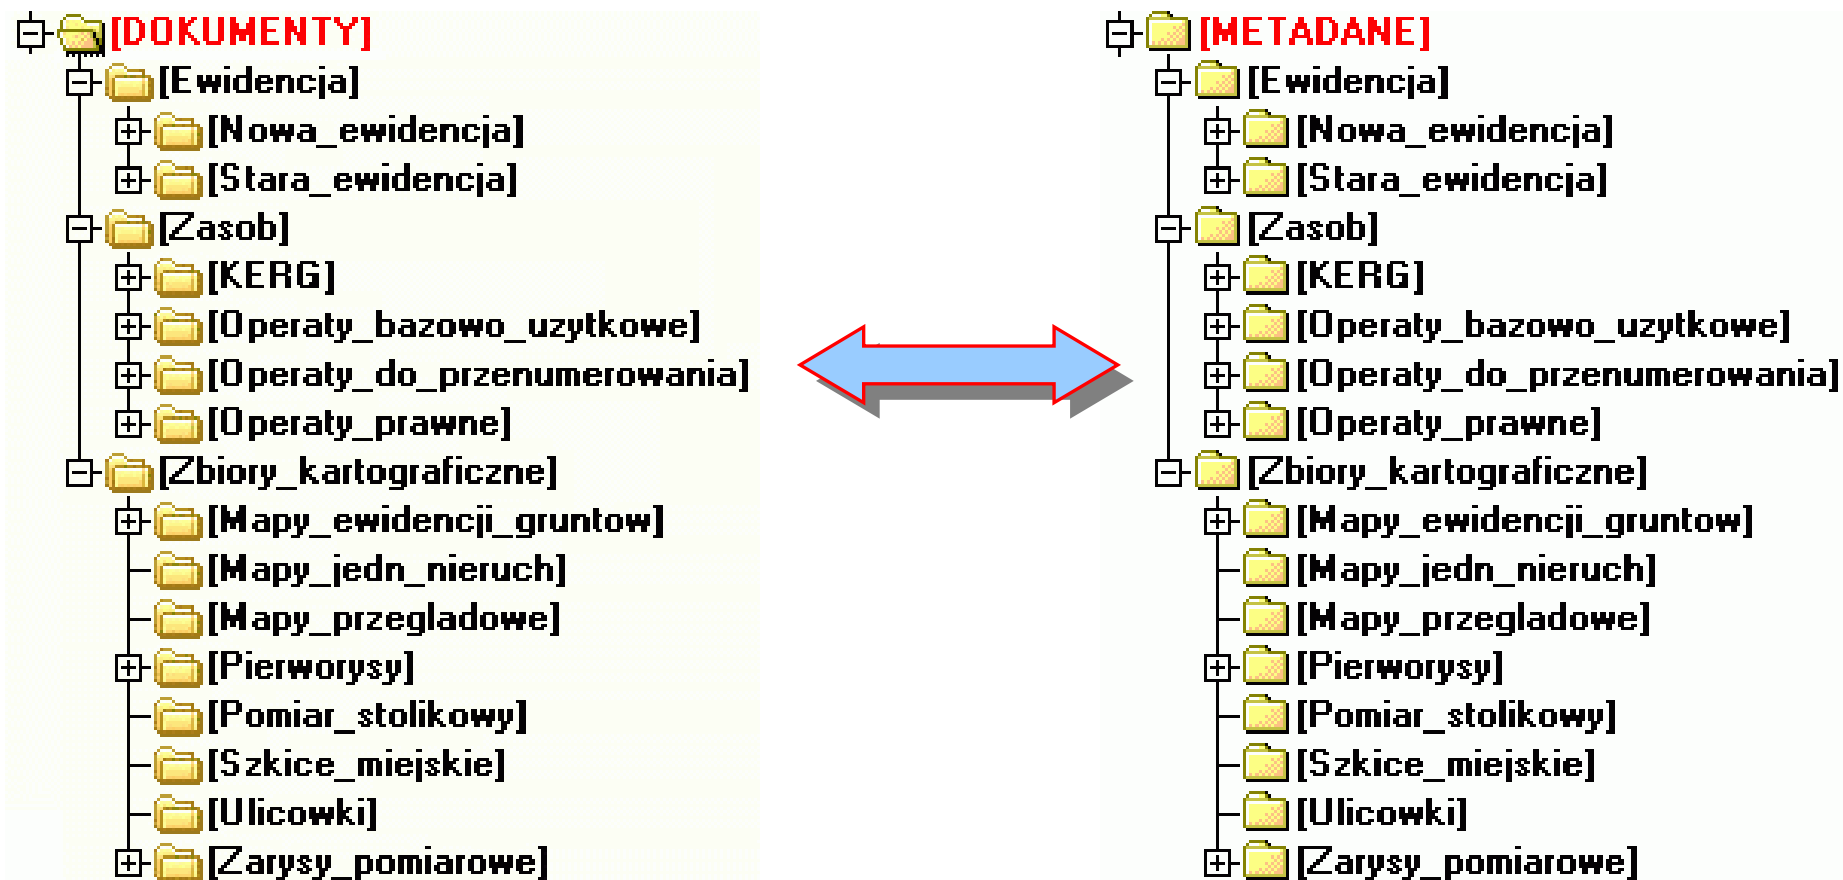 [DOKUMENTY]
[Ewidencja]
[Nowa_ewidencja]
[Stara_ewidencja]
[Zasob]
[KERG]
[Operaty_bazowo_uzytkowe]
[Operaty_do_przenumerowania]
[Operaty_prawne]
[Zbiory_kartograficzne]
[Mapy_ewidencji_gruntow]
[Mapy_jedn_nieruch]
[Mapy_przegladowe]
[Pierworysy]
[Pomiar_stolikowy]
[Szkice_miejskie]
[Ulicowki]
[Zarysy_pomiarowe]
[METADANE]
[Ewidencja]
[Nowa_ewidencja]
[Stara_ewidencja]
[Zasob]
[KERG]
[Operaty_bazowo_uzytkowe]
[Operaty_do_przenumerowania]
[Operaty_prawne]
[Zbiory_kartograficzne]
[Mapy_ewidencji_gruntow]
[Mapy_jedn_nieruch]
[Mapy_przegladowe]
[Pierworysy]
[Pomiar_stolikowy]
[Szkice_miejskie]
[Ulicowki]
[Zarysy_pomiarowe]